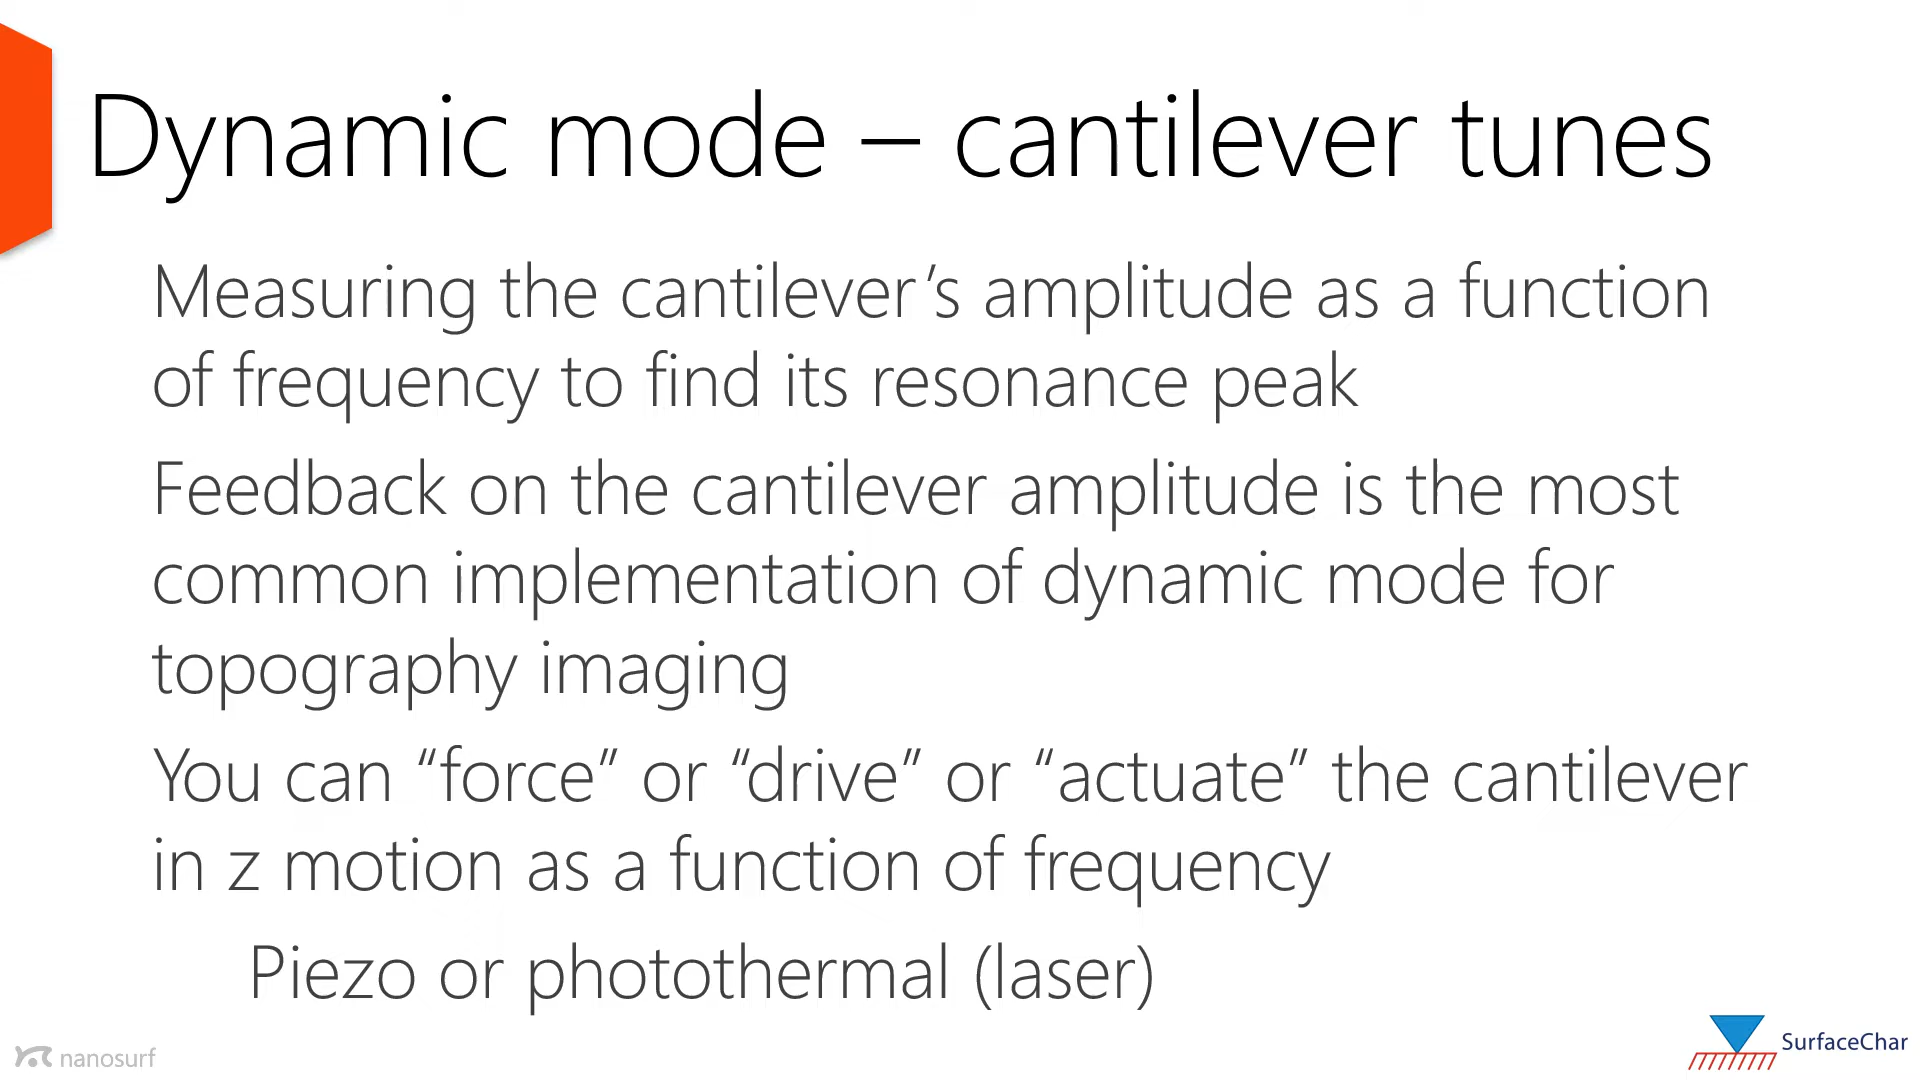 Dynamic mode – cantilever tunes
Measuring the cantilever’s amplitude as a function
of frequency to find its resonance peak
Feedback on the cantilever amplitude is the most
common implementation of dynamic mode for
topography imaging
You can “force” or “drive” or “actuate” the cantilever
in z motion as a function of frequency
Piezo or photothermal (laser)
nanosurf
SurfaceChar